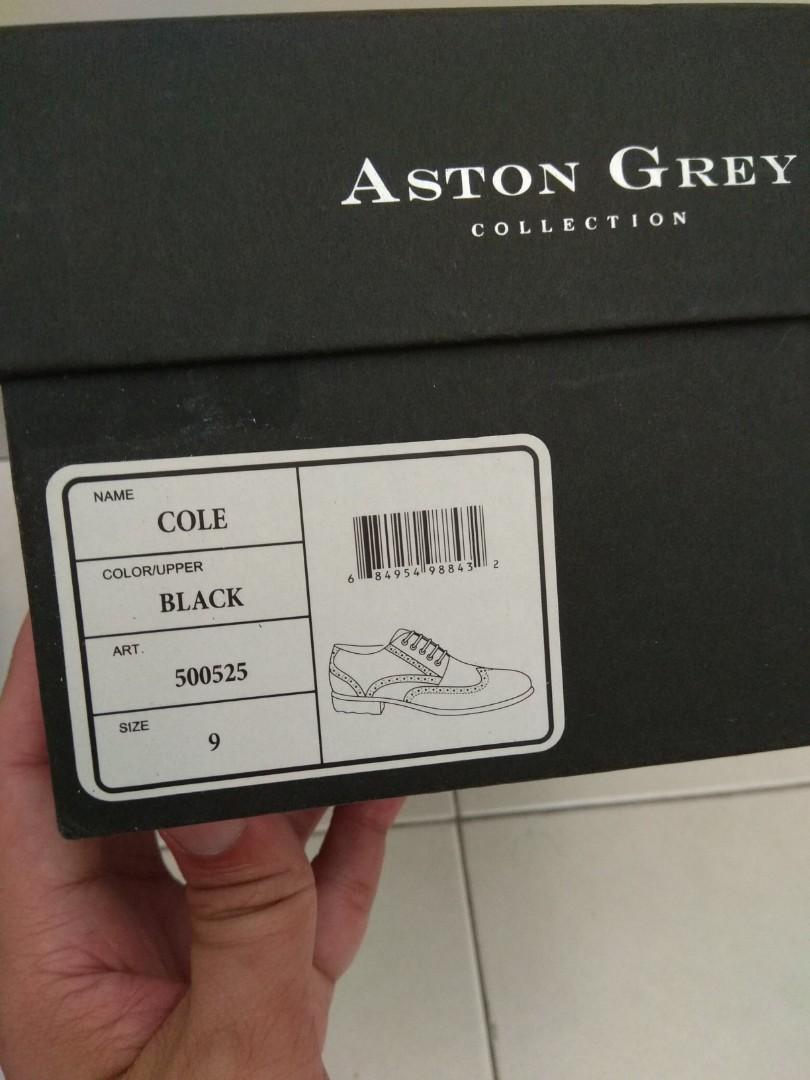 ASTON GREY
COLLECTION
NAME
COLE
COLOR/UPPER
BLACK
ART.
500525
SIZE
9
6 84954 98843 2